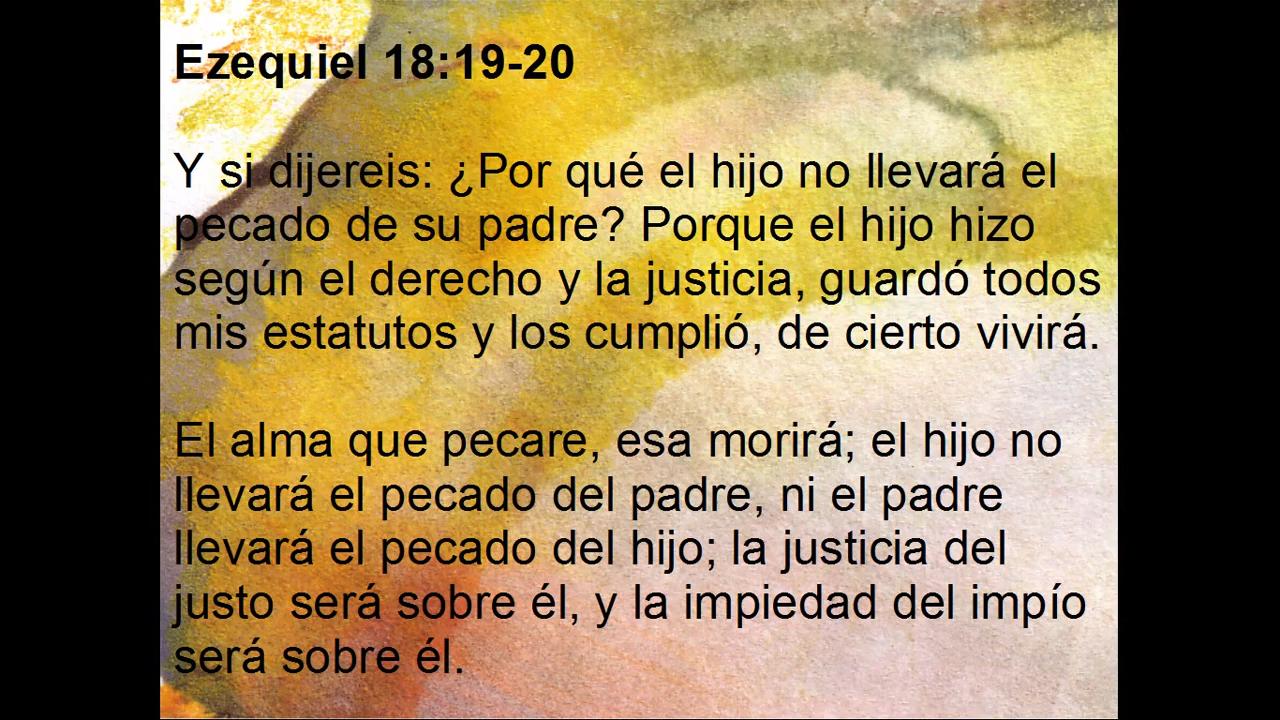 Ezequiel 18:19-20
Y si dijereis: ¿Por qué el hijo no llevará el
pecado de su padre? Porque el hijo hizo
según el derecho y la justicia, guardó todos
mis estatutos y los cumplió, de cierto vivirá.
El alma que pecare, esa morirá; el hijo no
llevará el pecado del padre, ni el padre
llevará el pecado del hijo; la justicia del
justo será sobre él, y la impiedad del impío
será sobre él.